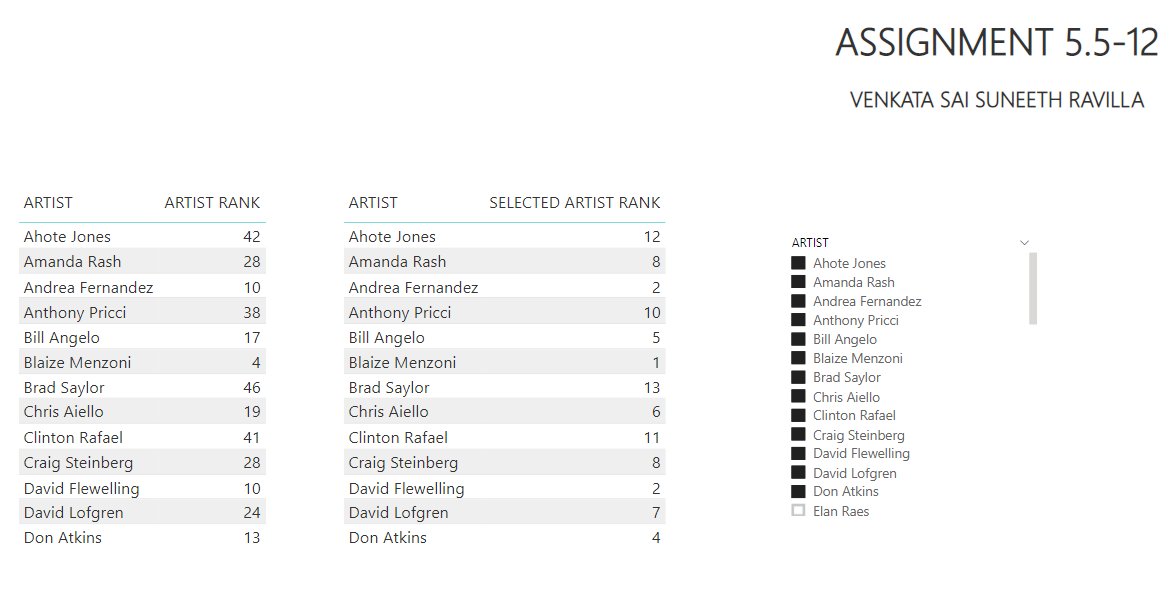 ASSIGNMENT 5.5-12
VENKATA SAI SUNEETH RAVILLA
ARTIST ARTIST RANK
Ahote Jones 42
Amanda Rash 28
Andrea Fernandez 10
Anthony Pricci 38
Bill Angelo 17
Blaize Menzoni 4
Brad Saylor 46
Chris Aiello 19
Clinton Rafael 41
Craig Steinberg 28
David Flewelling 10
David Lofgren 24
Don Atkins 13
ARTIST SELECTED ARTIST RANK
Ahote Jones 12
Amanda Rash 8
Andrea Fernandez 2
Anthony Pricci 10
Bill Angelo 5
Blaize Menzoni 1
Brad Saylor 13
Chris Aiello 6
Clinton Rafael 11
Craig Steinberg 8
David Flewelling 2
David Lofgren 7
Don Atkins 4
ARTIST
Ahote Jones
Amanda Rash
Andrea Fernandez
Anthony Pricci
Bill Angelo
Blaize Menzoni
Brad Saylor
Chris Aiello
Clinton Rafael
Craig Steinberg
David Flewelling
David Lofgren
Don Atkins
Elan Raes